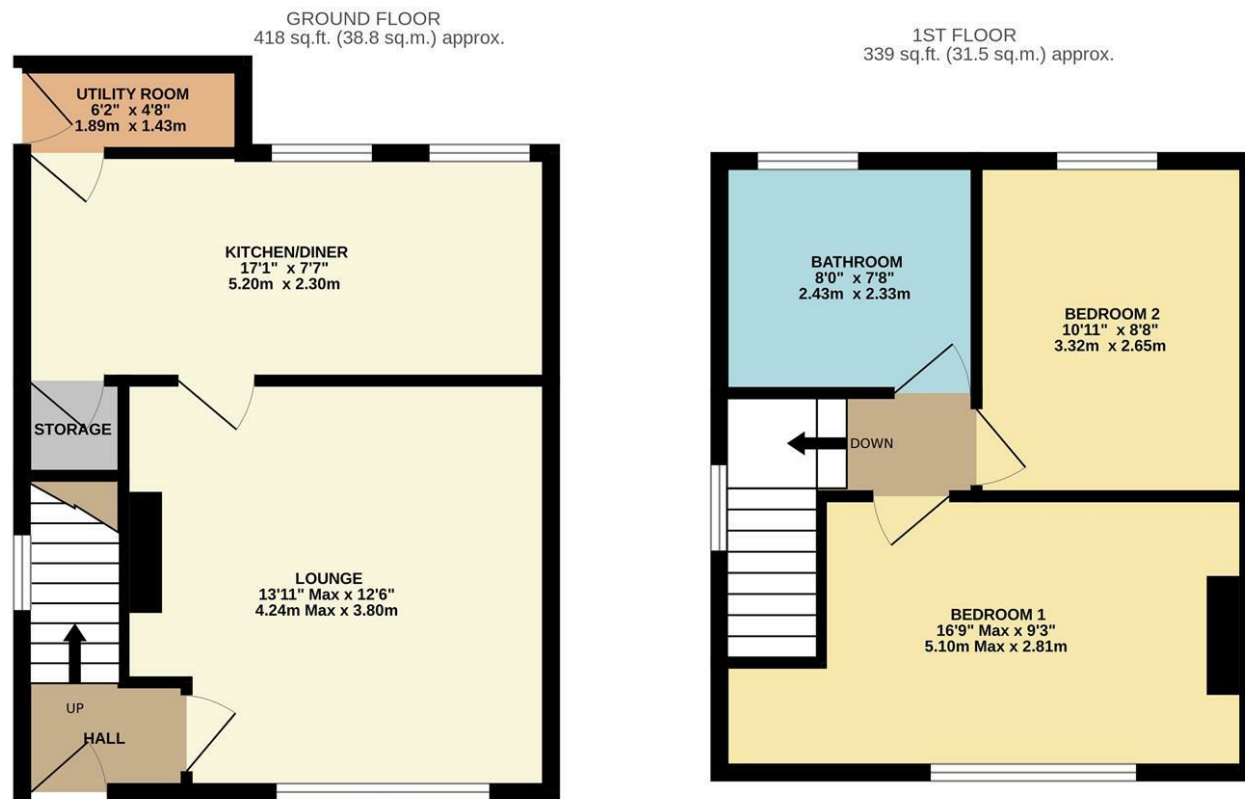 GROUND FLOOR
418 sq.ft. (38.8 sq.m.) approx.
UTILITY ROOM
6'2" x 4'8"
1.89m x 1.43m
KITCHEN/DINER
17'1" x 7'7"
5.20m x 2.30m
STORAGE
LOUNGE
13'11" Max x 12'6"
4.24m Max x 3.80m
UP
HALL
1ST FLOOR
339 sq.ft. (31.5 sq.m.) approx.
BATHROOM
8'0" x 7'8"
2.43m x 2.33m
BEDROOM 2
10'11" x 8'8"
3.32m x 2.65m
DOWN
BEDROOM 1
16'9" Max x 9'3"
5.10m Max x 2.81m